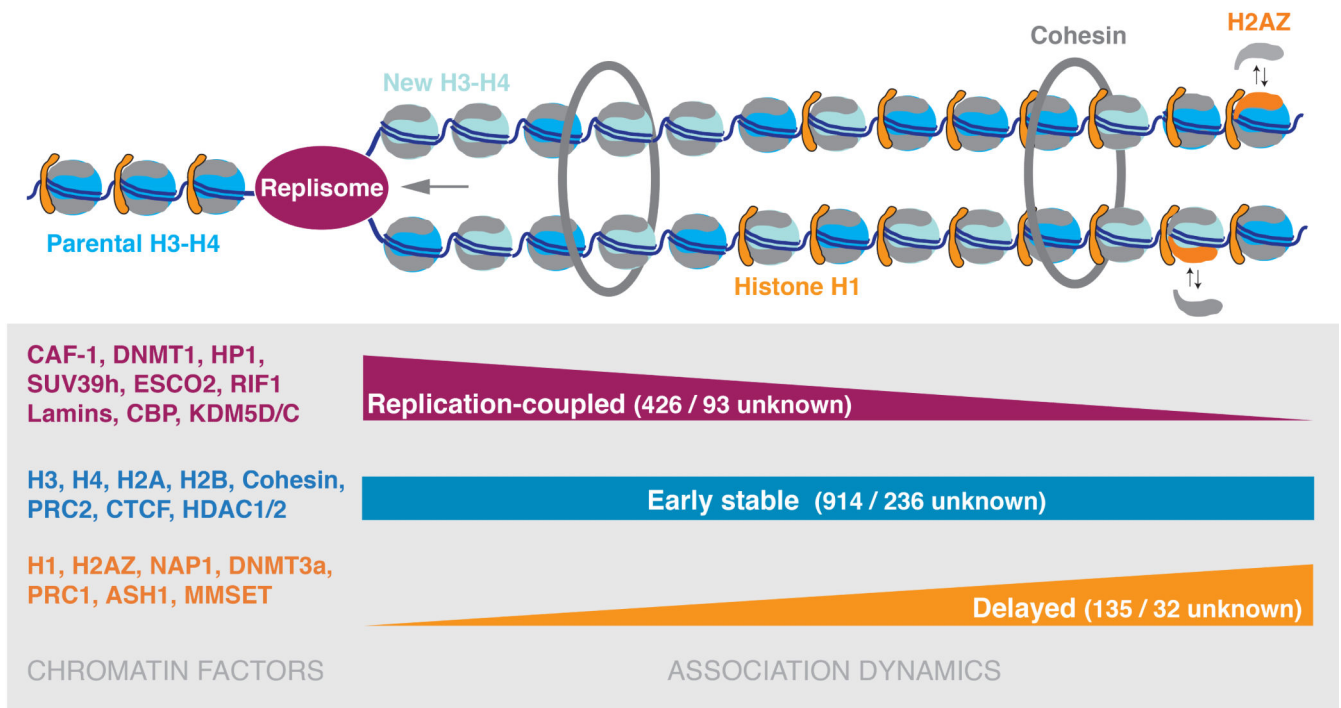 H2AZ
Cohesin
New H3-H4
Replisome
Parental H3-H4
Histone H1
CAF-1, DNMT1, HP1,
SUV39h, ESCO2, RIF1
Lamins, CBP, KDM5D/C
Replication-coupled (426 / 93 unknown)
H3, H4, H2A, H2B, Cohesin,
PRC2, CTCF, HDAC1/2
Early stable (914 / 236 unknown)
H1, H2AZ, NAP1, DNMT3a,
PRC1, ASH1, MMSET
Delayed (135 / 32 unknown)
CHROMATIN FACTORS
ASSOCIATION DYNAMICS